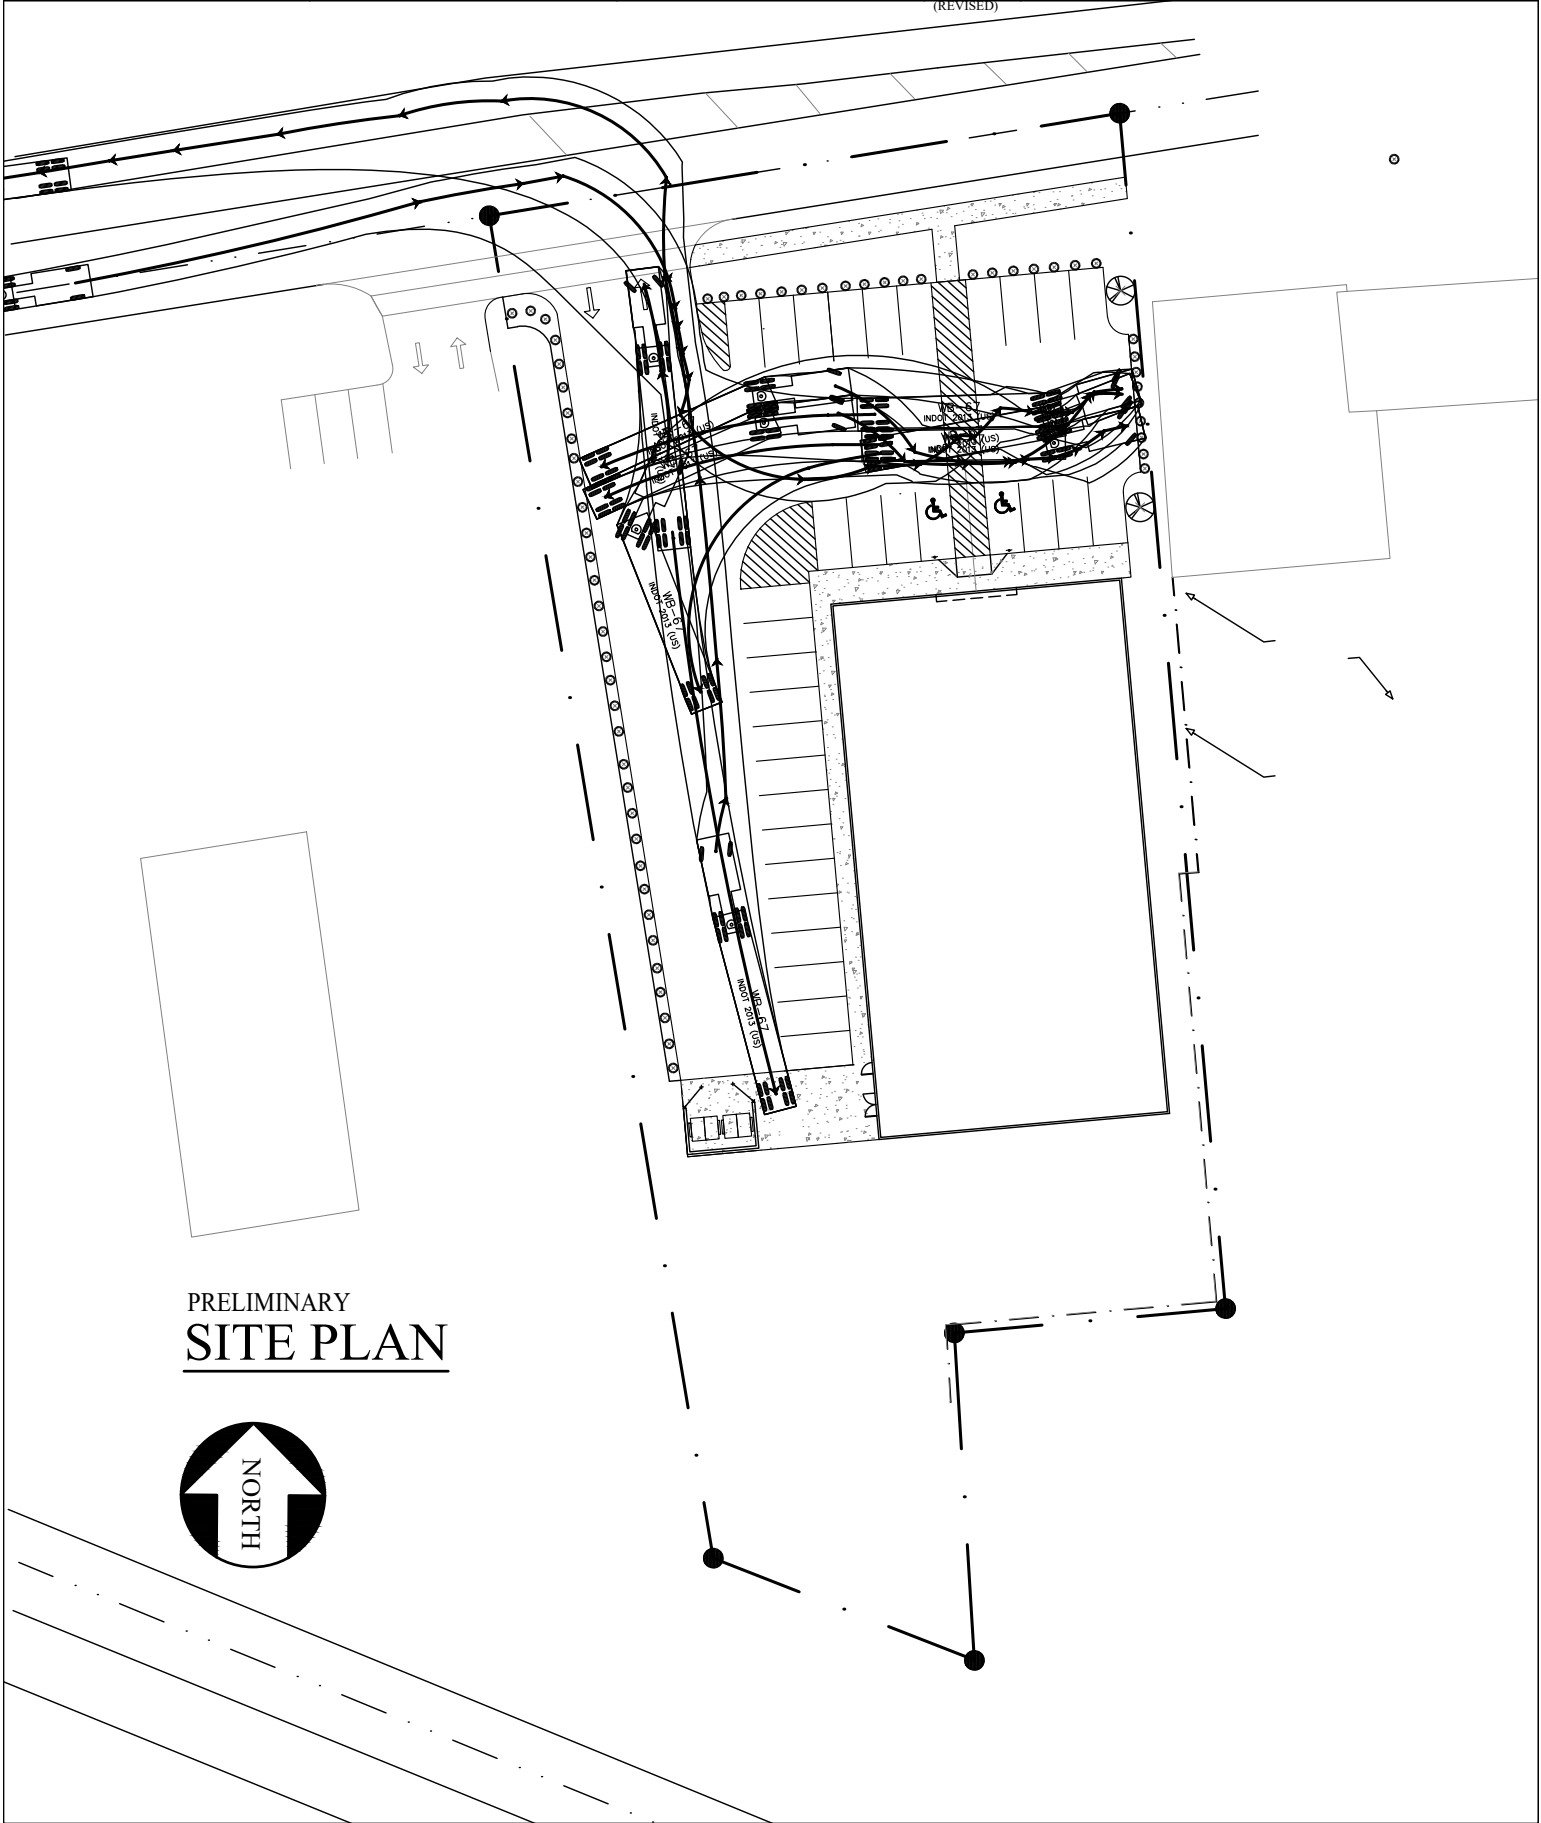 (REVISED)
WB-67
INDOT 2013 (US)
WB-67
INDOT 2013 (US)
WB-67
INDOT 2013 (US)
PRELIMINARY
SITE PLAN
NORTH